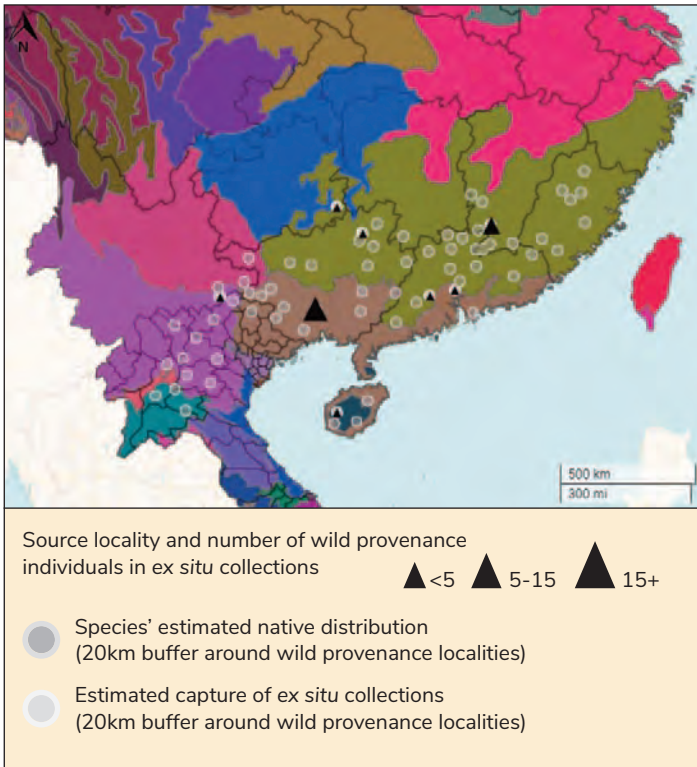 N
500 km
300 mi
Source locality and number of wild provenance
individuals in ex situ collections
<5 5-15 15+
Species’ estimated native distribution
(20km buffer around wild provenance localities)
Estimated capture of ex situ collections
(20km buffer around wild provenance localities)